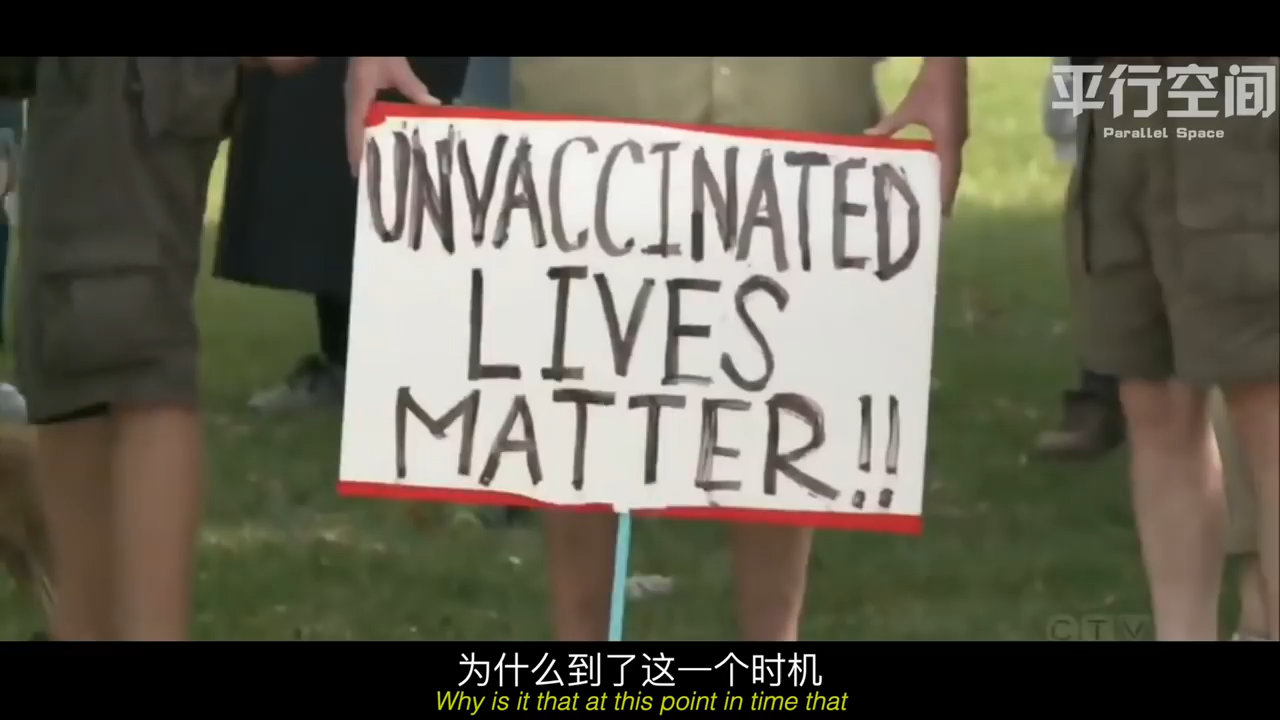 平行空间
Parallel Space
UNVACCINATED
LIVES
MATTER!!
CTV
为什么到了这一个时机
Why is it that at this point in time that